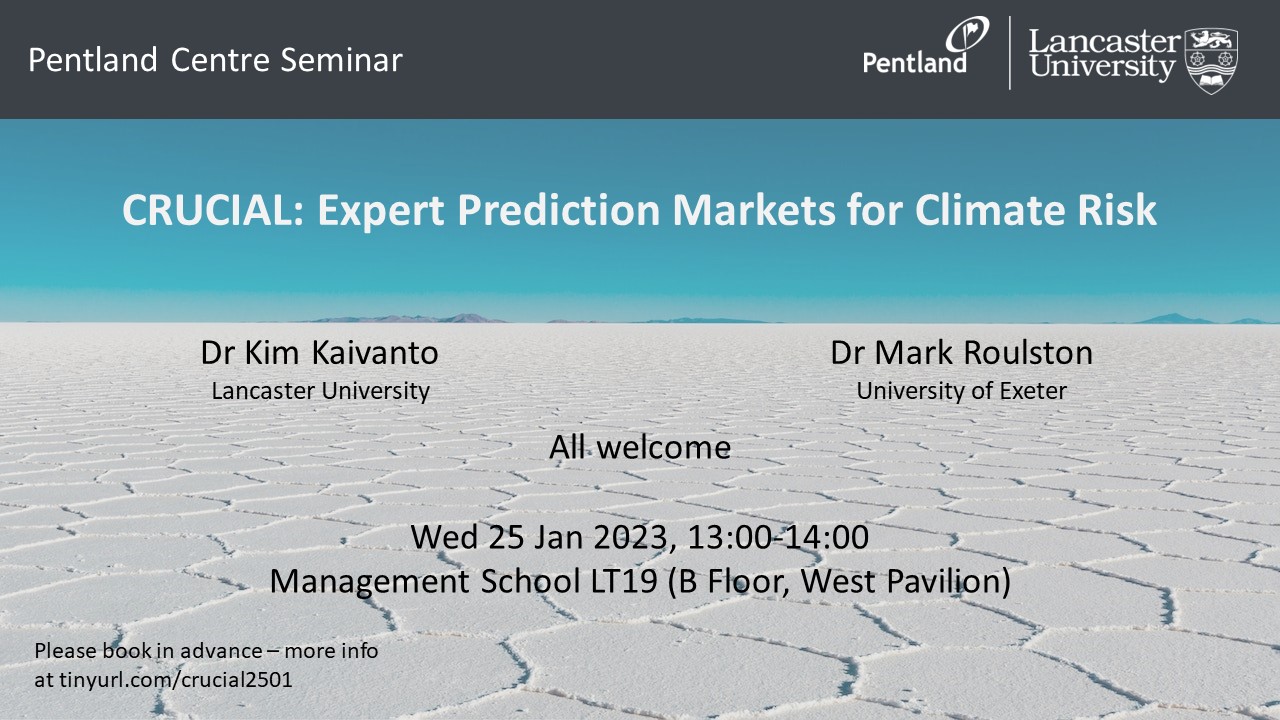 Pentland Centre Seminar
Pentland
Lancaster
University
CRUCIAL: Expert Prediction Markets for Climate Risk
Dr Kim Kaivanto
Lancaster University
Dr Mark Roulston
University of Exeter
All welcome
Wed 25 Jan 2023, 13:00-14:00
Management School LT19 (B Floor, West Pavilion)
Please book in advance – more info
at tinyurl.com/crucial2501